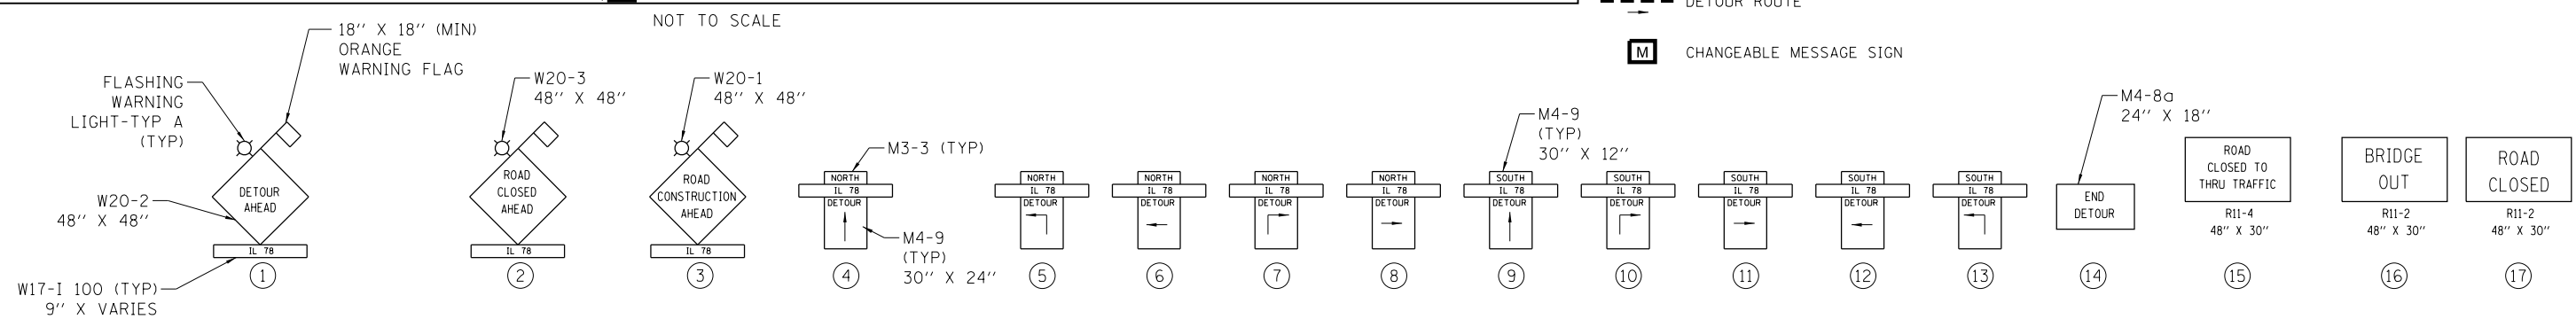 DETOUR ROUTE
NOT TO SCALE
M CHANGEABLE MESSAGE SIGN
18'' X 18'' (MIN)
ORANGE
WARNING FLAG
FLASHING
WARNING
LIGHT-TYP A
(TYP)
W20-2
48'' X 48''
DETOUR
AHEAD
IL 78
W17-I 100 (TYP)
9'' X VARIES
1
W20-3
48'' X 48''
ROAD
CLOSED
AHEAD
IL 78
2
W20-1
48'' X 48''
ROAD
CONSTRUCTION
AHEAD
IL 78
3
M3-3 (TYP)
NORTH
IL 78
DETOUR
M4-9
(TYP)
30'' X 24''
4
NORTH
IL 78
DETOUR
5
NORTH
IL 78
DETOUR
6
NORTH
IL 78
DETOUR
7
NORTH
IL 78
DETOUR
8
M4-9
(TYP)
30'' X 12''
SOUTH
IL 78
DETOUR
9
SOUTH
IL 78
DETOUR
10
SOUTH
IL 78
DETOUR
11
SOUTH
IL 78
DETOUR
12
SOUTH
IL 78
DETOUR
13
M4-8a
24'' X 18''
END
DETOUR
14
ROAD
CLOSED TO
THRU TRAFFIC
R11-4
48'' X 30''
15
BRIDGE
OUT
R11-2
48'' X 30''
16
ROAD
CLOSED
R11-2
48'' X 30''
17